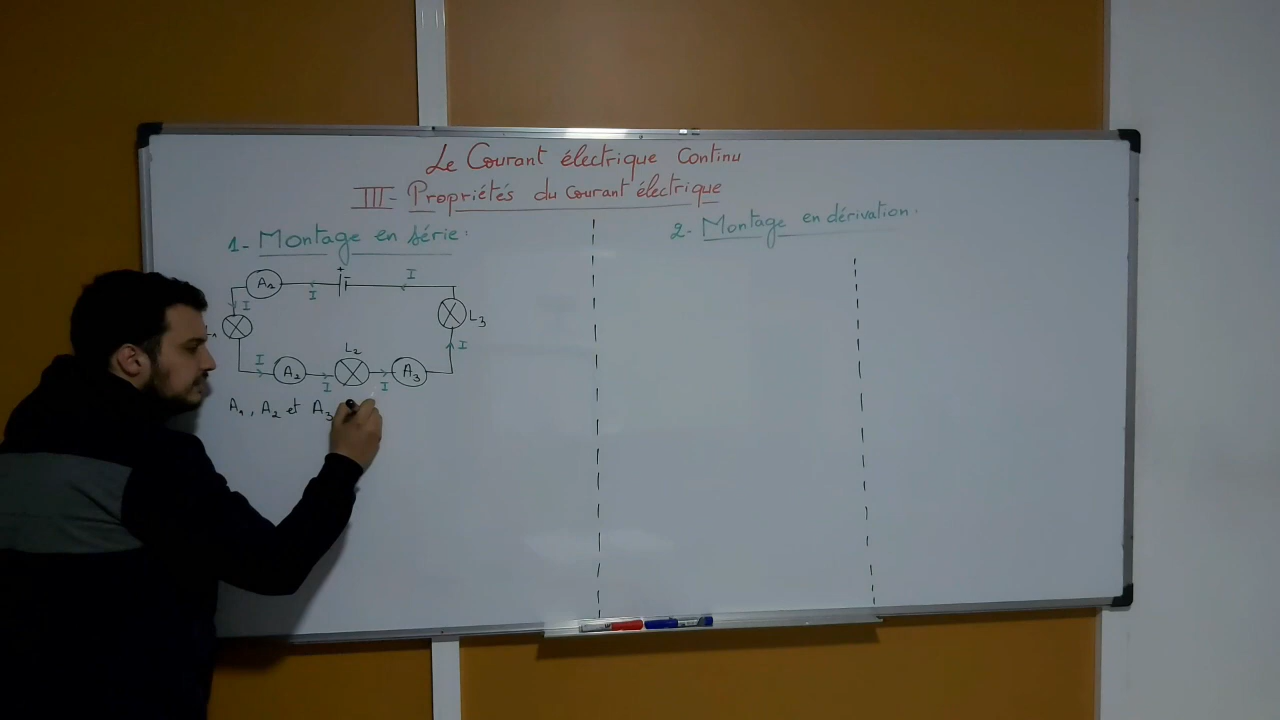 Le Courant électrique Continu
III- Propriétés du courant électrique
1- Montage en série :
2- Montage en dérivation.
+ -
A₁ I I
I
L₃
L₂
I I
A₂ A₃
I I
A₁, A₂ et A₃